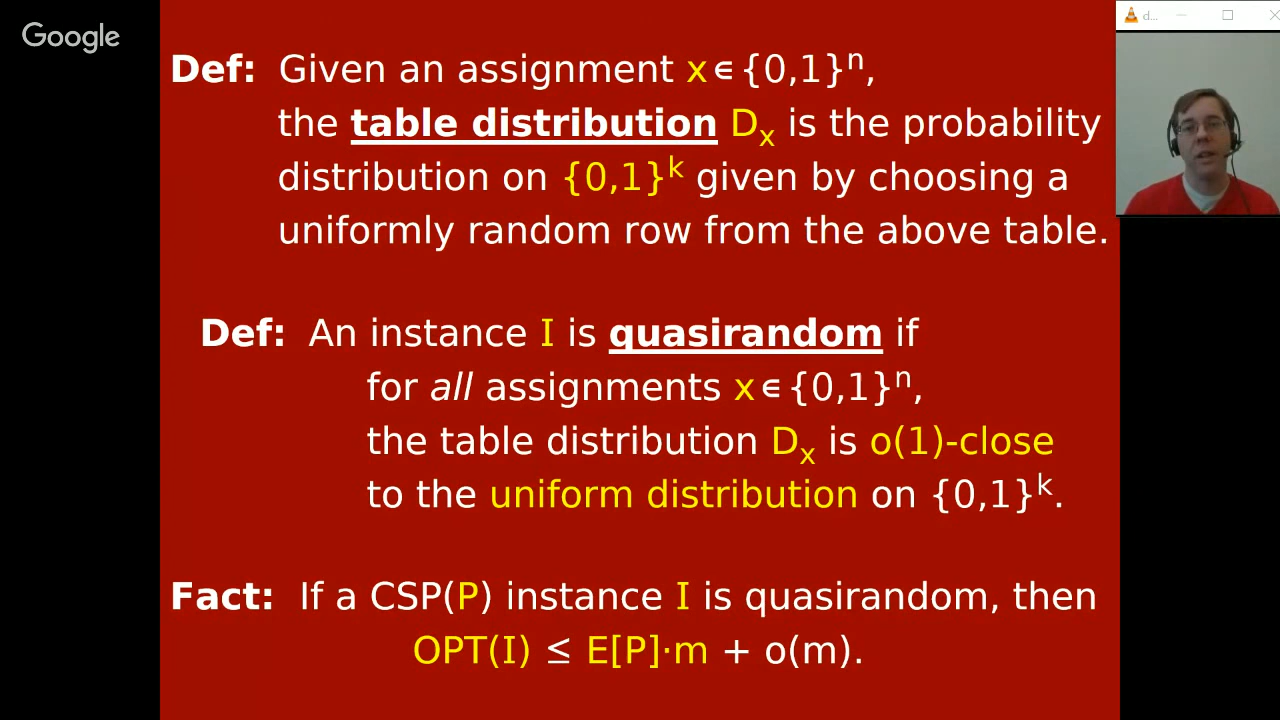 Google
d...
Def: Given an assignment x∊{0,1}ⁿ,
the table distribution Dₓ is the probability
distribution on {0,1}ᵏ given by choosing a
uniformly random row from the above table.
Def: An instance I is quasirandom if
for all assignments x∊{0,1}ⁿ,
the table distribution Dₓ is o(1)-close
to the uniform distribution on {0,1}ᵏ.
Fact: If a CSP(P) instance I is quasirandom, then
OPT(I) ≤ E[P]·m + o(m).